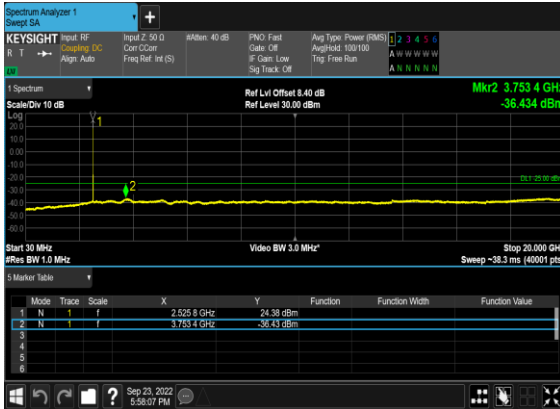 Spectrum Analyzer 1
Swept SA
+
KEYSIGHT Input: RF Input Z: 50 Ω #Atten: 40 dB PNO: Fast Avg Type: Power (RMS) 1 2 3 4 5 6
R T Coupling: DC Corr CCorr Gate: Off Avg|Hold: 100/100 A W W W W W
Align: Auto Freq Ref: Int (S) IF Gain: Low Trig: Free Run
Sig Track: Off A N N N N N
1 Spectrum Ref Lvl Offset 8.40 dB Mkr2 3.753 4 GHz
Scale/Div 10 dB Ref Level 30.00 dBm -36.434 dBm
Log
20.0
10.0
0.00
-10.0
-20.0
-30.0
-40.0
-50.0
-60.0
1
2
DL1 -25.00 dBm
Start 30 MHz Video BW 3.0 MHz* Stop 20.000 GHz
#Res BW 1.0 MHz Sweep ~38.3 ms (40001 pts)
5 Marker Table
Mode Trace Scale X Y Function Function Width Function Value
1 N 1 f 2.525 8 GHz 24.38 dBm
2 N 1 f 3.753 4 GHz -36.43 dBm
3
4
5
6
? Sep 23, 2022
5:58:07 PM